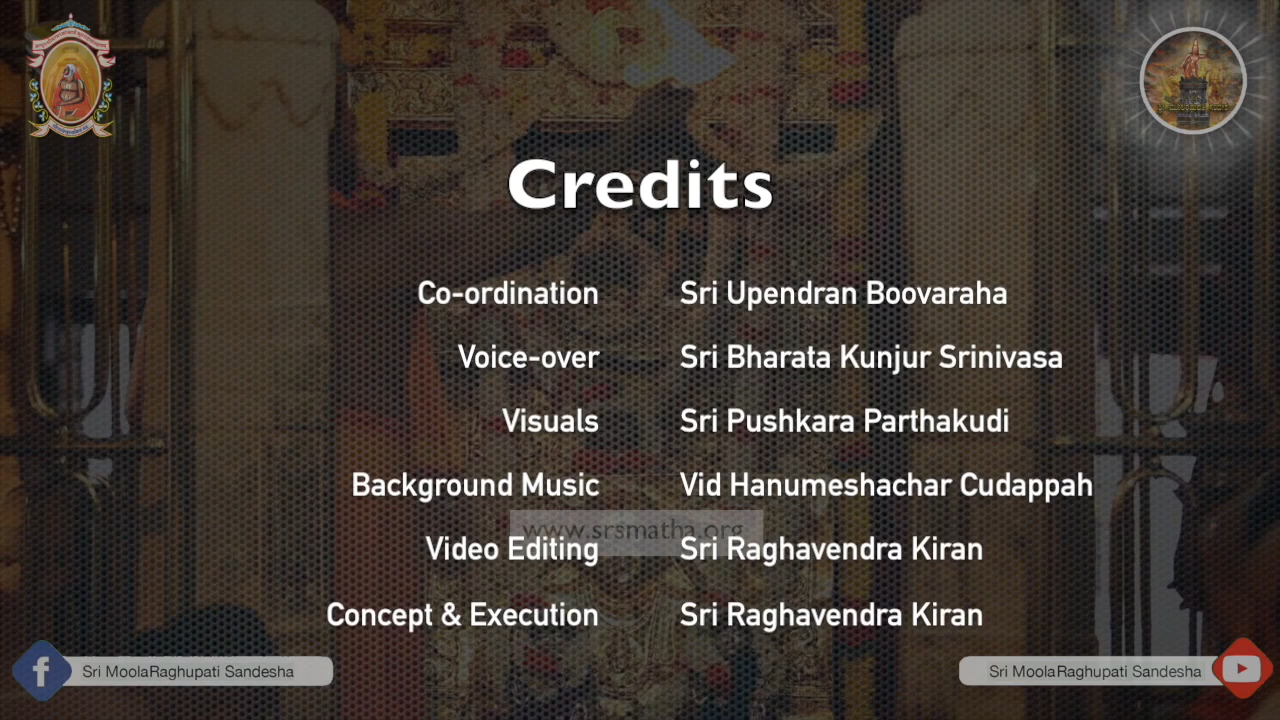 Credits
Co-ordination Sri Upendran Boovaraha
Voice-over Sri Bharata Kunjur Srinivasa
Visuals Sri Pushkara Parthakudi
Background Music Vid Hanumeshachar Cudappah
www.srsmatha.org
Video Editing Sri Raghavendra Kiran
Concept & Execution Sri Raghavendra Kiran
Sri MoolaRaghupati Sandesha
Sri MoolaRaghupati Sandesha